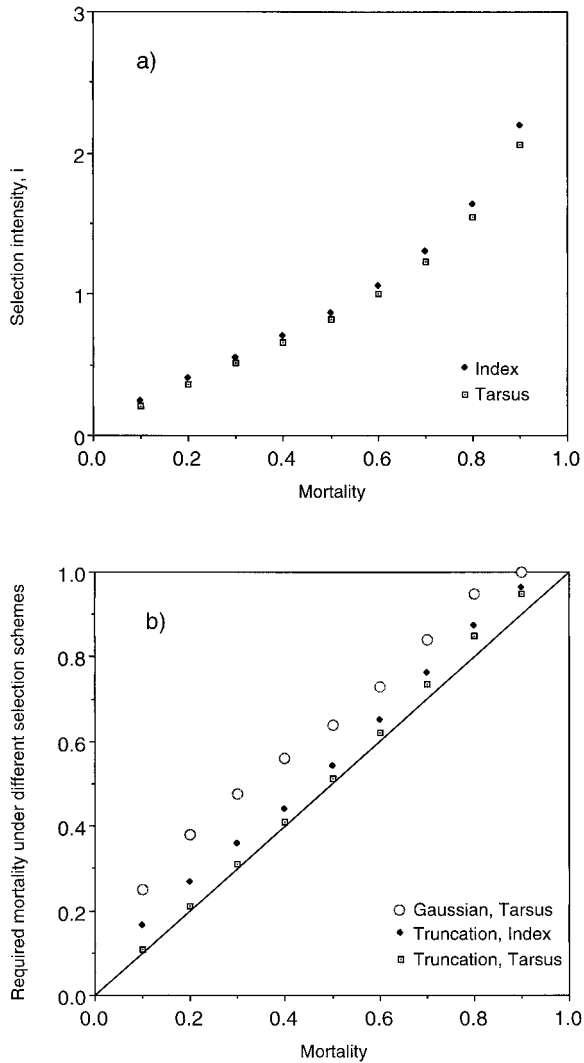 3
a)
2
Selection intensity, i
1
Index
Tarsus
0
0.0 0.2 0.4 0.6 0.8 1.0
Mortality
1.0
b)
0.8
0.6
Required mortality under different selection schemes
0.4
Gaussian, Tarsus
0.2
Truncation, Index
Truncation, Tarsus
0.0
0.0 0.2 0.4 0.6 0.8 1.0
Mortality